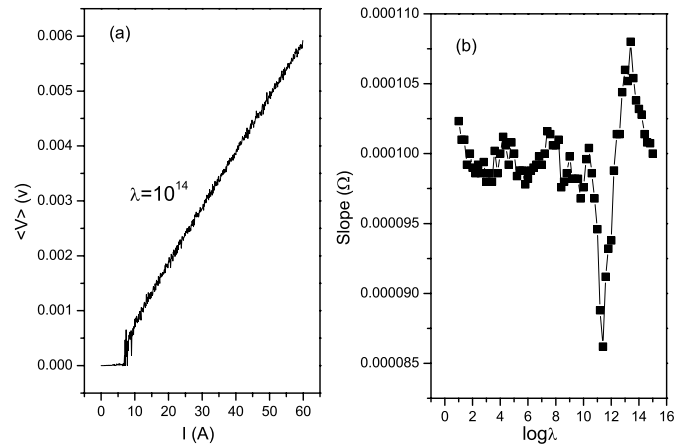 (a)
λ=10¹⁴
<V> (v)
0.006
0.005
0.004
0.003
0.002
0.001
0.000
0 10 20 30 40 50 60
I (A)
(b)
Slope (Ω)
0.000110
0.000105
0.000100
0.000095
0.000090
0.000085
0 2 4 6 8 10 12 14 16
logλ